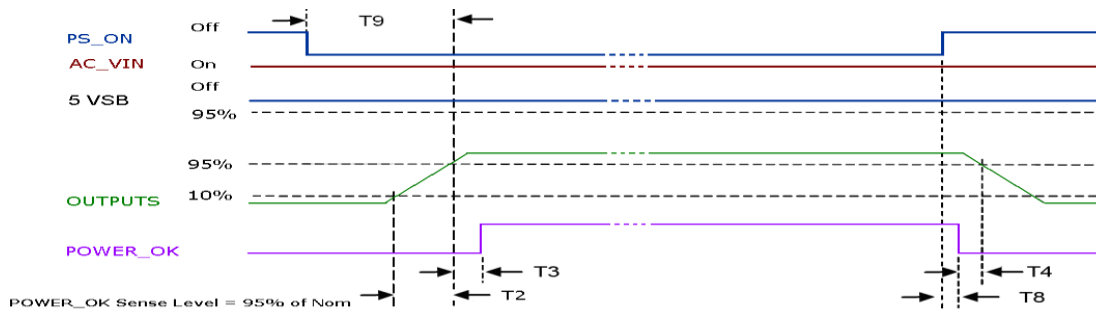 T9
Off
PS_ON
AC_VIN
On
Off
5 VSB
95%
95%
10%
OUTPUTS
POWER_OK
T3
T4
T2
T8
POWER_OK Sense Level = 95% of Nom